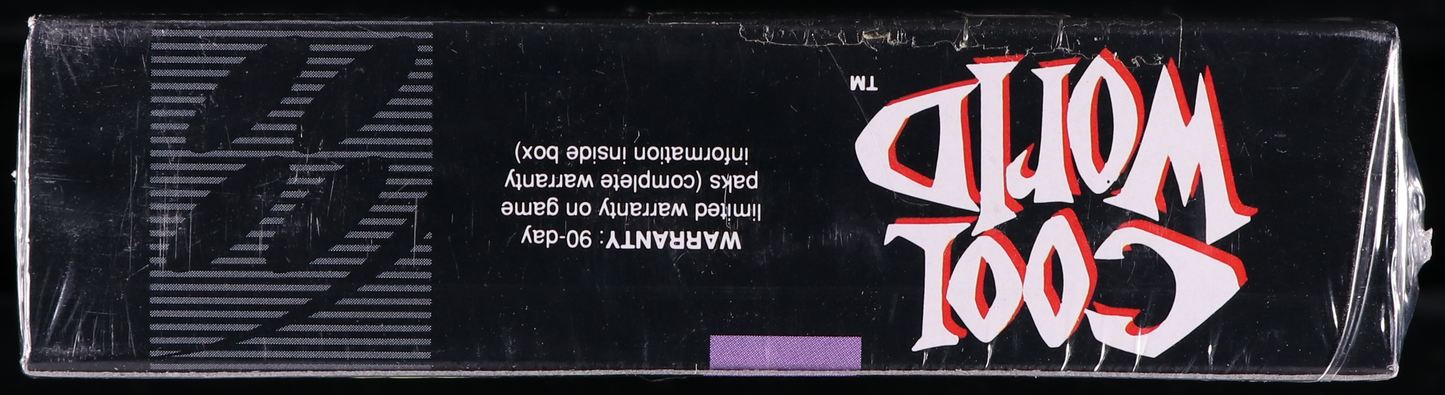 Cool
World
TM
WARRANTY: 90-day
limited warranty on game
paks (complete warranty
information inside box)